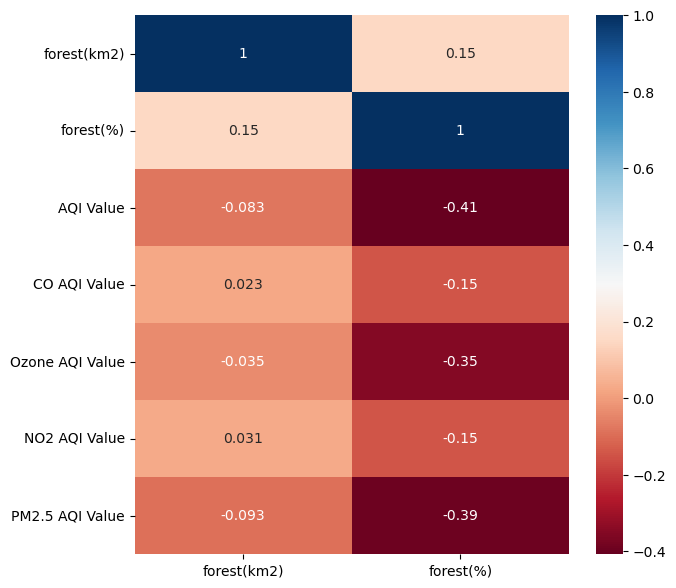 forest(km2) 1 0.15
forest(%) 0.15 1
AQI Value -0.083 -0.41
CO AQI Value 0.023 -0.15
Ozone AQI Value -0.035 -0.35
NO2 AQI Value 0.031 -0.15
PM2.5 AQI Value -0.093 -0.39
forest(km2) forest(%)
1.0
0.8
0.6
0.4
0.2
0.0
−0.2
−0.4